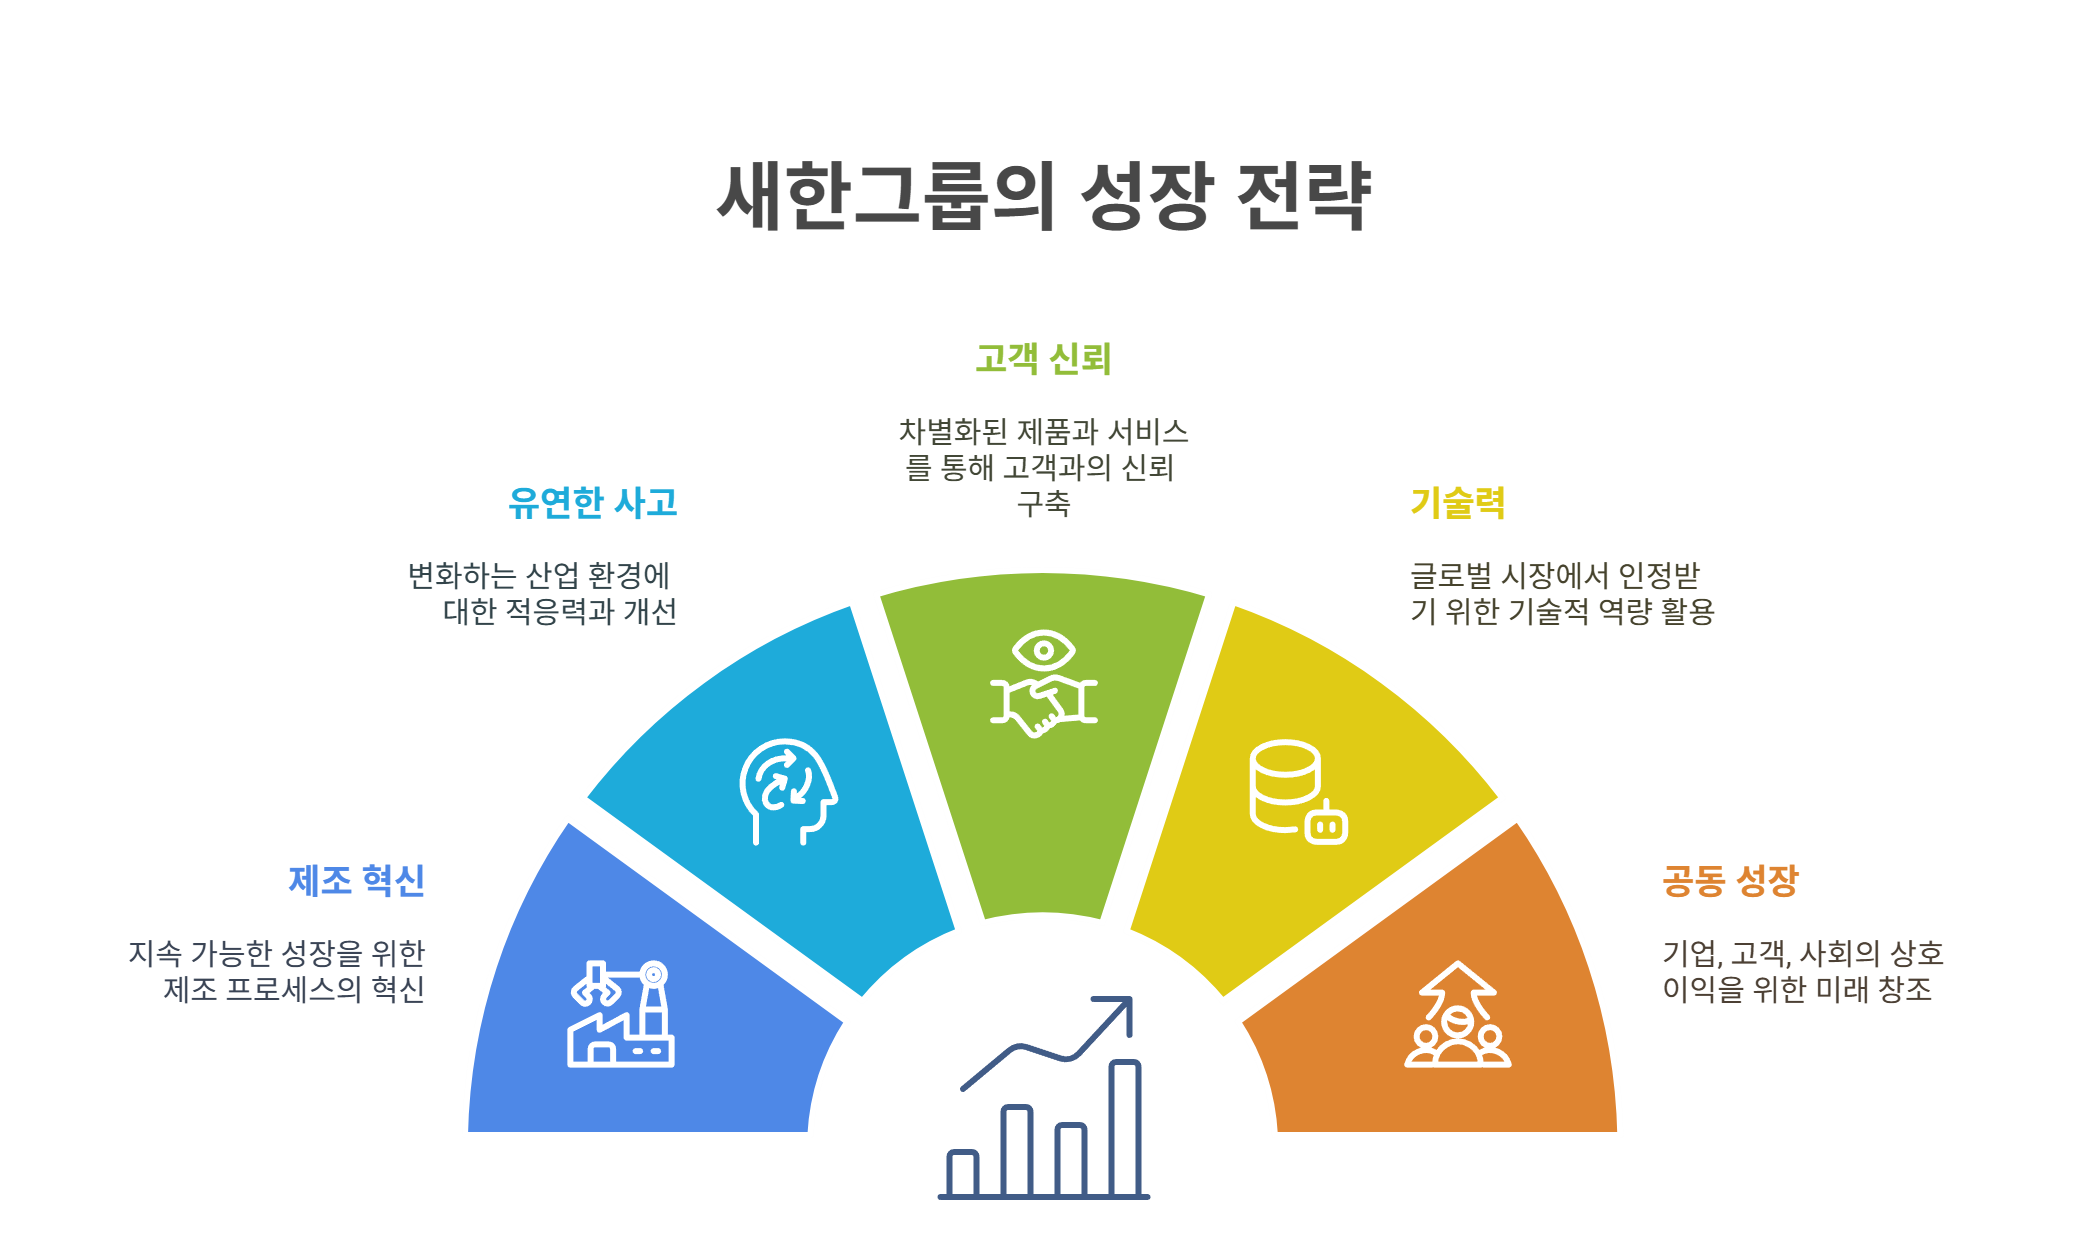 새한그룹의 성장 전략
고객 신뢰
차별화된 제품과 서비스
를 통해 고객과의 신뢰
구축
유연한 사고
변화하는 산업 환경에
대한 적응력과 개선
기술력
글로벌 시장에서 인정받
기 위한 기술적 역량 활용
제조 혁신
지속 가능한 성장을 위한
제조 프로세스의 혁신
공동 성장
기업, 고객, 사회의 상호
이익을 위한 미래 창조